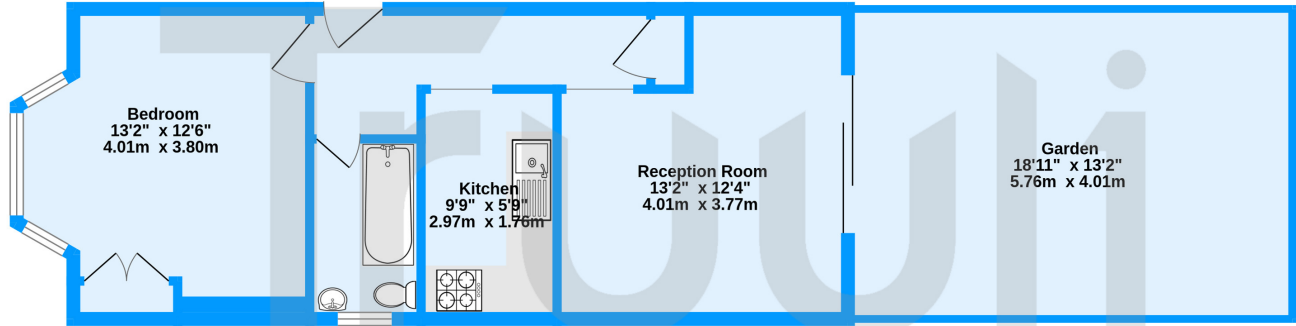 Bedroom
13'2" x 12'6"
4.01m x 3.80m
Kitchen
9'9" x 5'9"
2.97m x 1.76m
Reception Room
13'2" x 12'4"
4.01m x 3.77m
Garden
18'11" x 13'2"
5.76m x 4.01m
Truuli